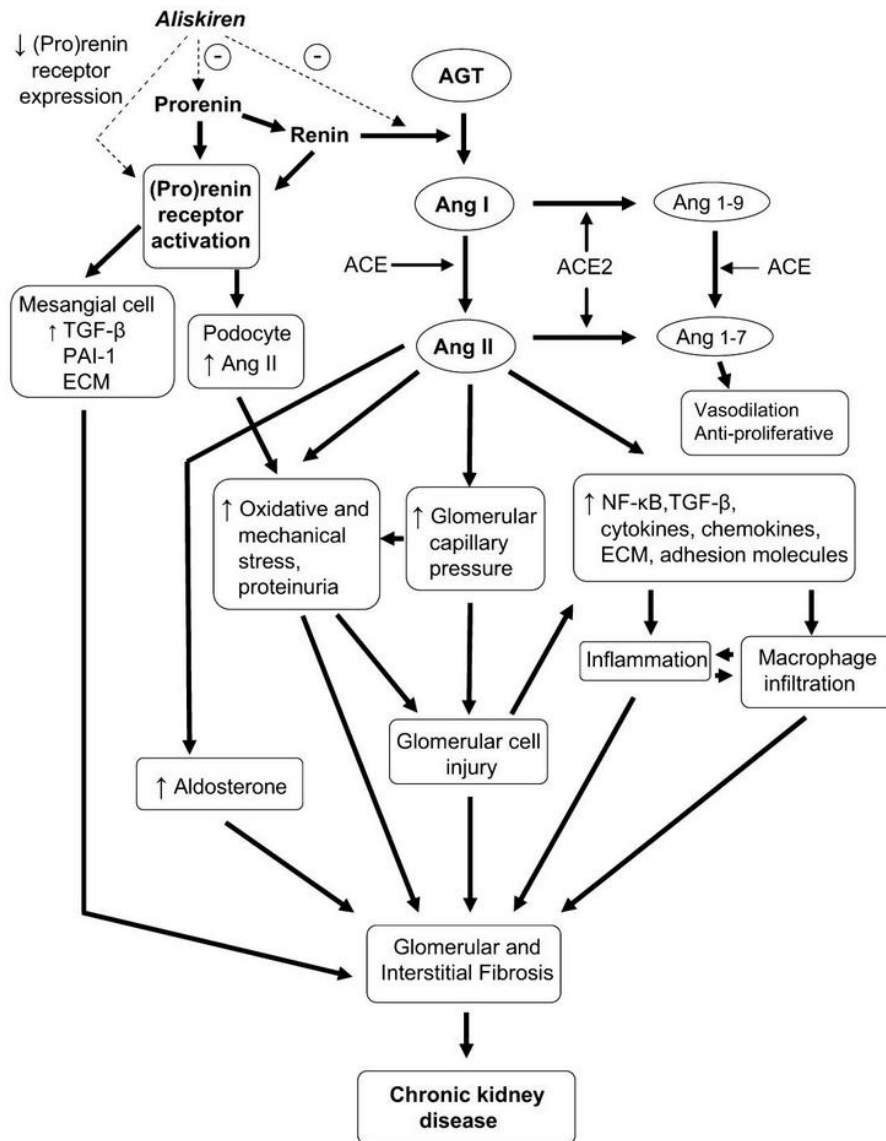 Aliskiren
↓ (Pro)renin
receptor
expression
-
-
AGT
Prorenin
Renin
(Pro)renin
receptor
activation
Ang I
Ang 1-9
ACE
ACE2
ACE
Mesangial cell
↑ TGF-β
PAI-1
ECM
Podocyte
↑ Ang II
Ang II
Ang 1-7
Vasodilation
Anti-proliferative
↑ Oxidative and
mechanical
stress,
proteinuria
↑ Glomerular
capillary
pressure
↑ NF-κB,TGF-β,
cytokines, chemokines,
ECM, adhesion molecules
Inflammation
Macrophage
infiltration
Glomerular cell
injury
↑ Aldosterone
Glomerular and
Interstitial Fibrosis
Chronic kidney
disease